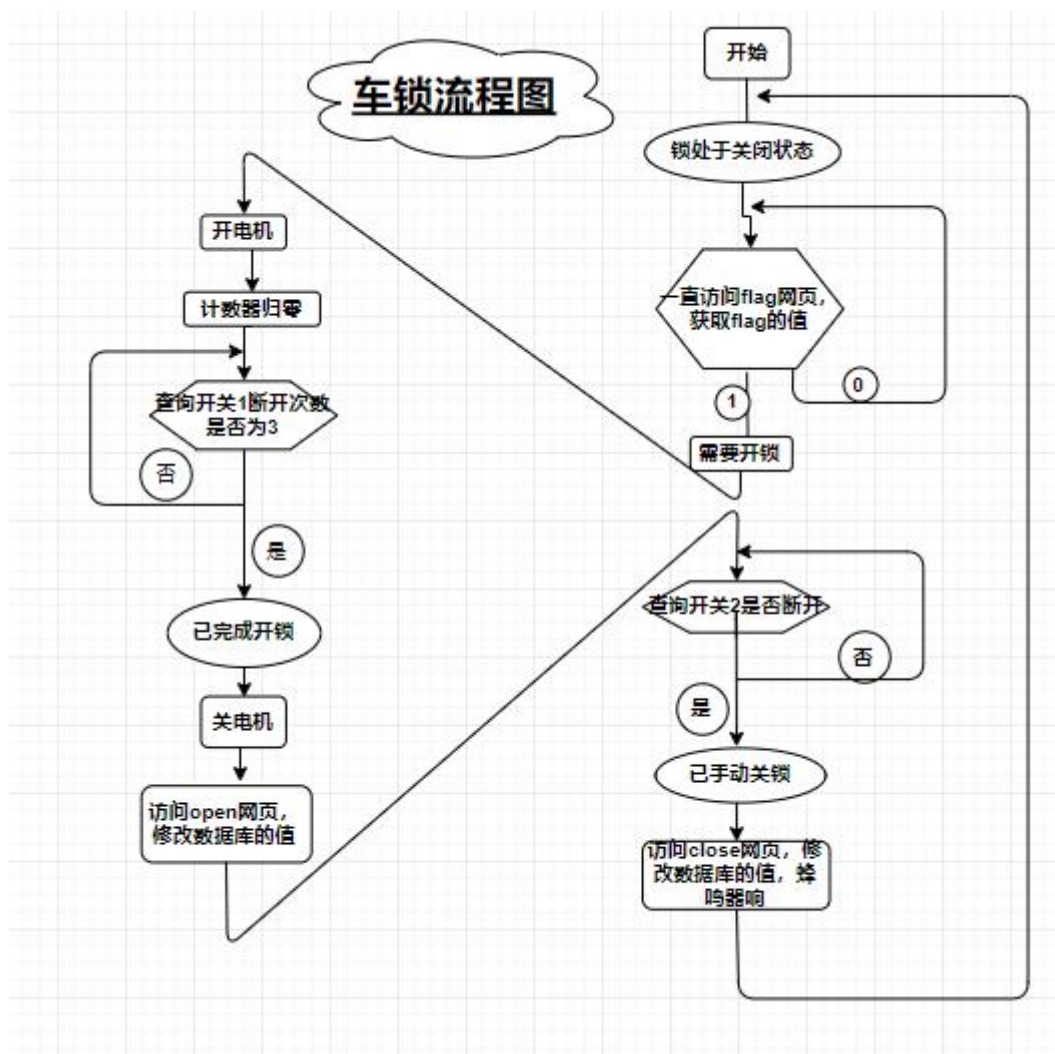 车锁流程图
开始
锁处于关闭状态
一直访问flag网页，
获取flag的值
0
1
需要开锁
开电机
计数器归零
查询开关1断开次数
是否为3
否
是
已完成开锁
关电机
访问open网页，
修改数据库的值
查询开关2是否断开
否
是
已手动关锁
访问close网页，修
改数据库的值，蜂
鸣器响